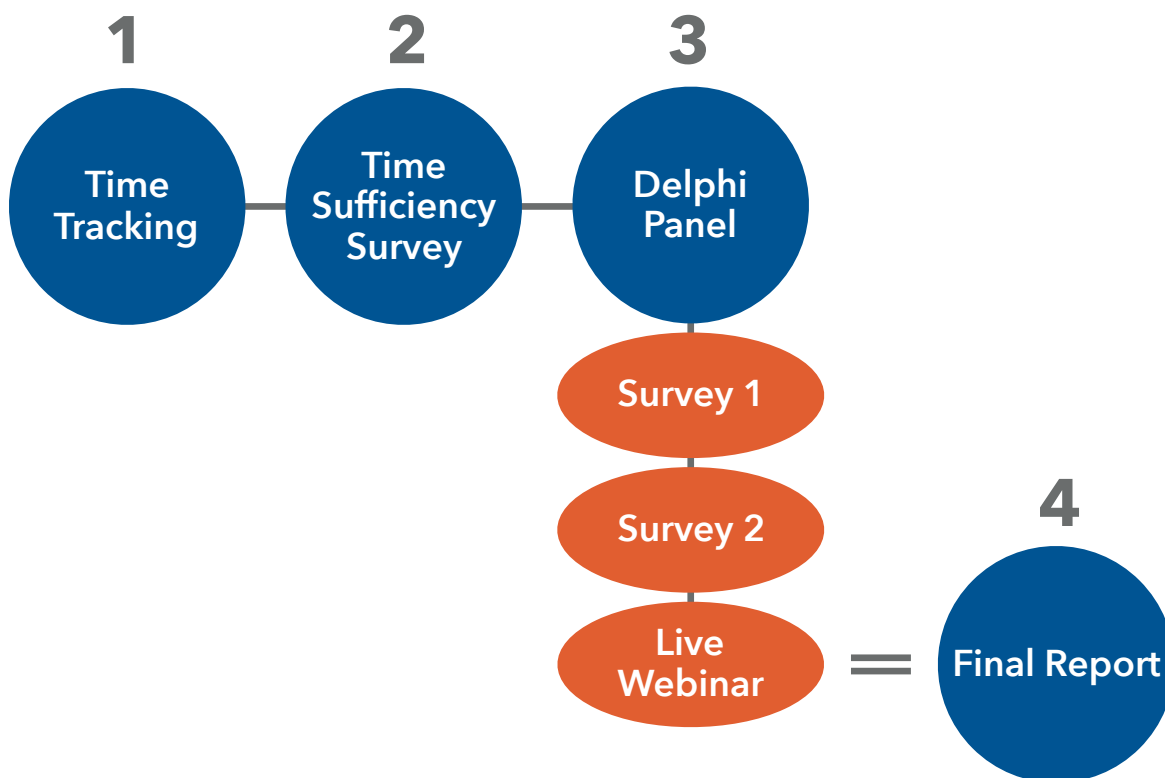 1
Time
Tracking
2
Time
Sufficiency
Survey
3
Delphi
Panel
Survey 1
Survey 2
Live
Webinar
=
4
Final Report